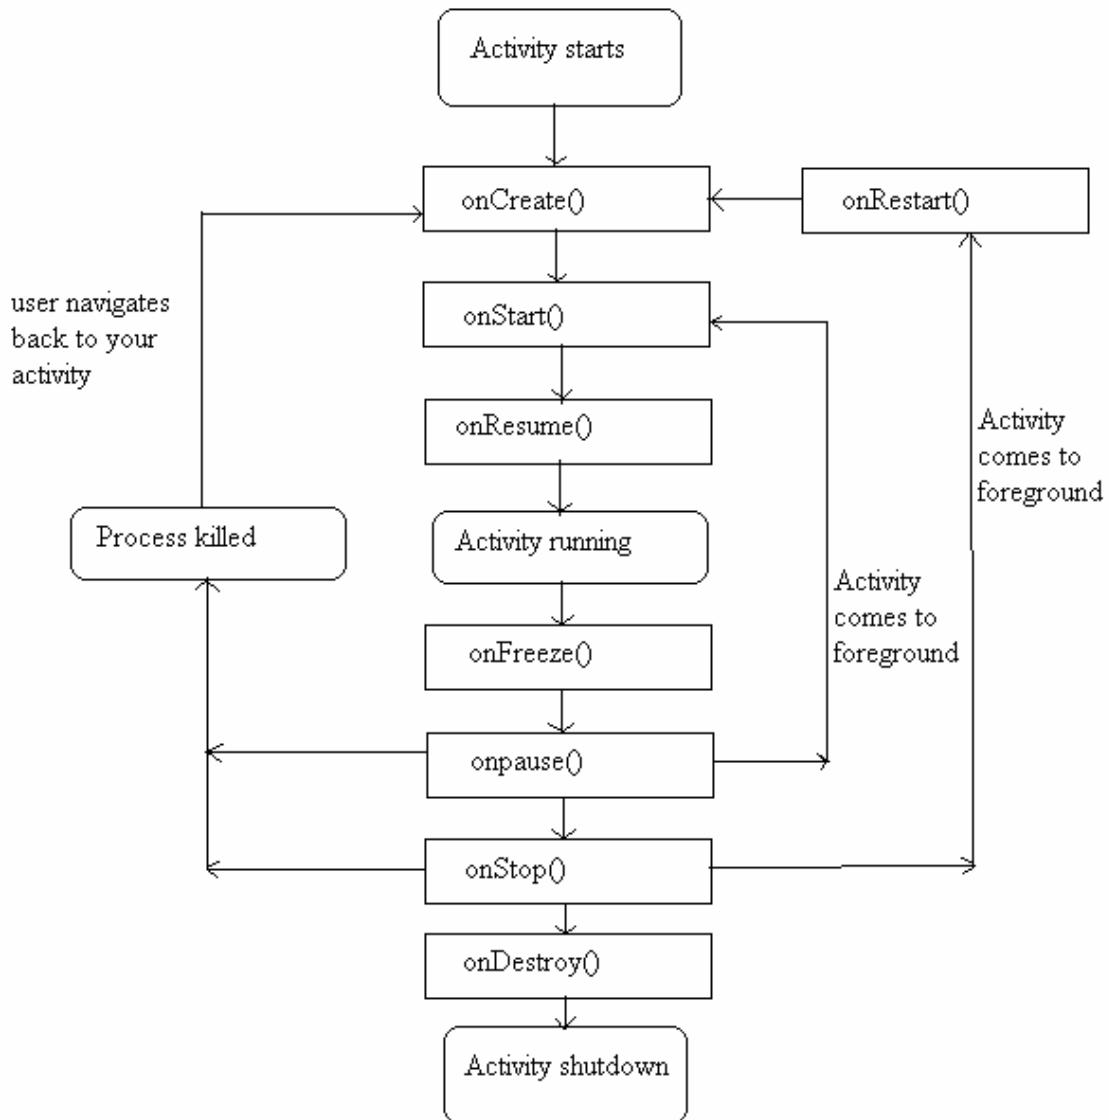 Activity starts
onCreate()
onRestart()
user navigates
back to your
activity
onStart()
onResume()
Activity
comes to
foreground
Process killed
Activity running
Activity
comes to
foreground
onFreeze()
onpause()
onStop()
onDestroy()
Activity shutdown